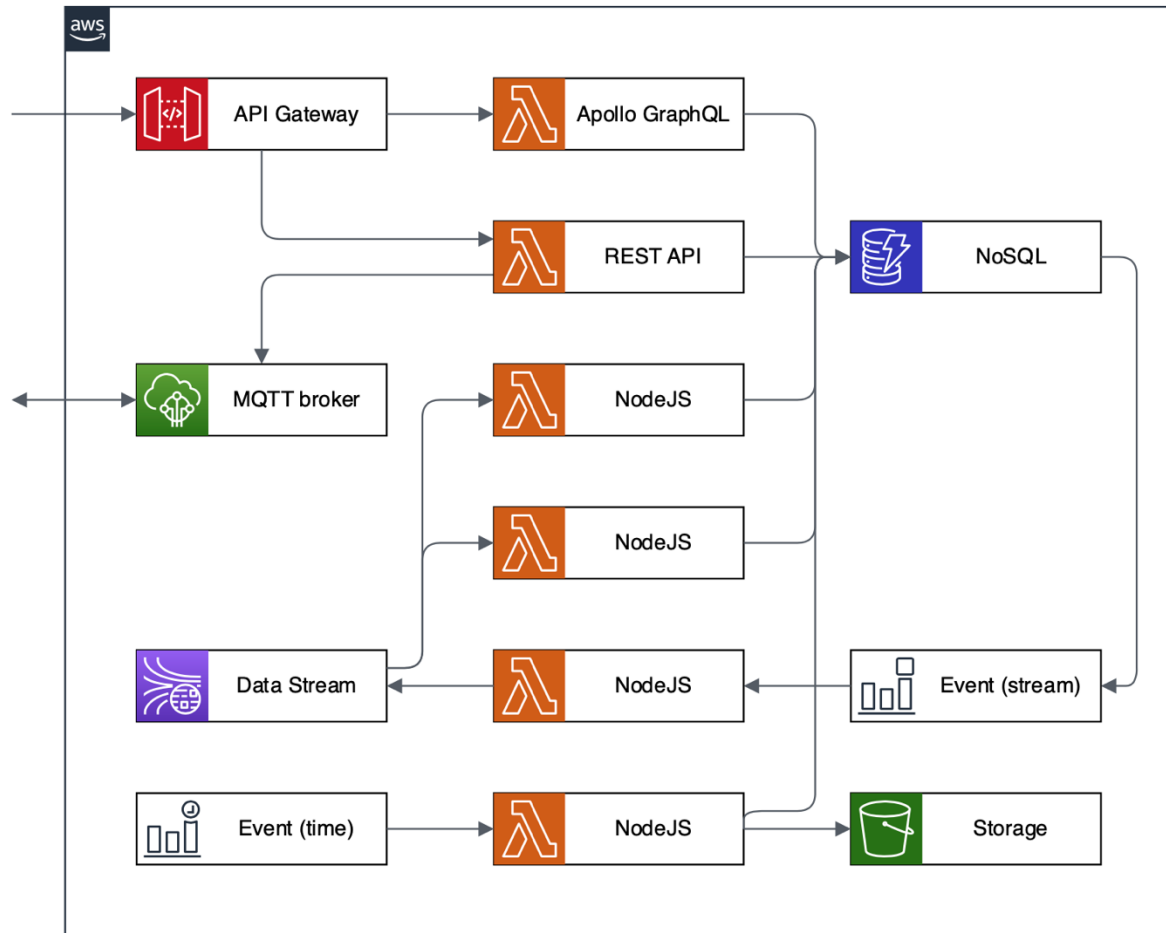 aws
API Gateway
Apollo GraphQL
REST API
NoSQL
MQTT broker
NodeJS
NodeJS
Data Stream
NodeJS
Event (stream)
Event (time)
NodeJS
Storage